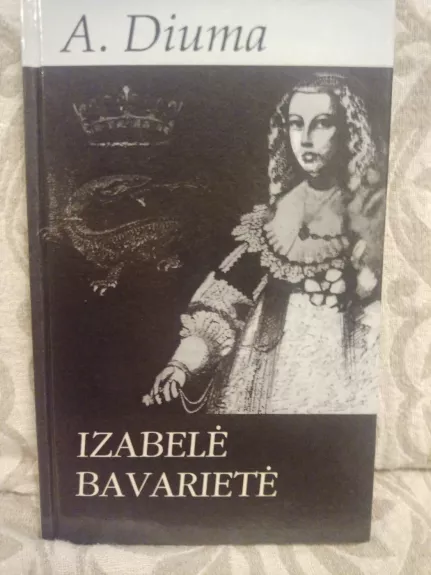 A. Diuma
IZABELĖ
BAVARIETĖ